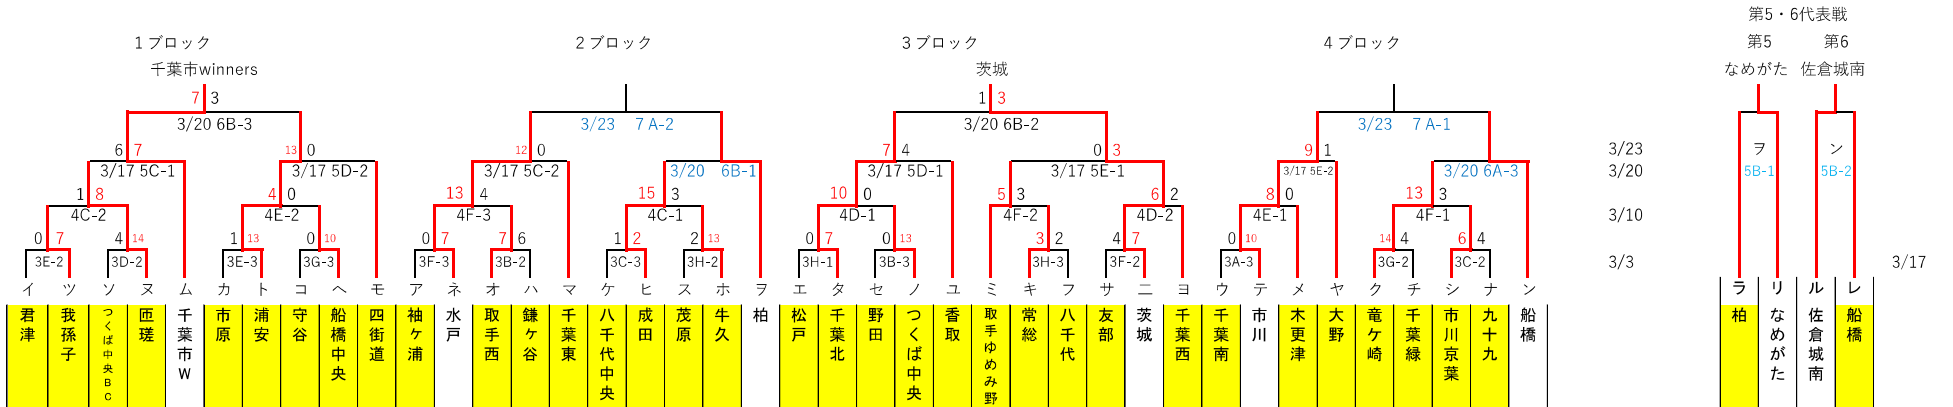 第5・6代表戦
1 ブロック 2 ブロック 3 ブロック 4 ブロック 第5 第6
千葉市winners 茨城 なめがた 佐倉城南
7 3 1 3
3/20 6B-3 3/23 7 A-2 3/20 6B-2 3/23 7 A-1
6 7 13 0 12 0 7 4 0 3 9 1 3/23 ヲ ン
3/17 5C-1 3/17 5D-2 3/17 5C-2 3/20 6B-1 3/17 5D-1 3/17 5E-1 3/17 5E-2 3/20 6A-3 3/20 5B-1 5B-2
1 8 4 0 13 4 15 3 10 0 5 3 6 2 8 0 13 3
4C-2 4E-2 4F-3 4C-1 4D-1 4F-2 4D-2 4E-1 4F-1 3/10
0 7 4 14 1 13 0 10 0 7 7 6 1 2 2 13 0 7 0 13 3 2 4 7 0 10 14 4 6 4
3E-2 3D-2 3E-3 3G-3 3F-3 3B-2 3C-3 3H-2 3H-1 3B-3 3H-3 3F-2 3A-3 3G-2 3C-2 3/3 3/17
イ ツ ソ ヌ ム カ ト コ ヘ モ ア ネ オ ハ マ ケ ヒ ス ホ ヲ エ タ セ ノ ユ ミ キ フ サ ニ ヨ ウ テ メ ヤ ク チ シ ナ ン ラ リ ル レ
君津
我孫子
つくば中央BC
匝瑳
千葉市W
市原
浦安
守谷
船橋中央
四街道
袖ヶ浦
水戸
取手西
鎌ヶ谷
千葉東
八千代中央
成田
茂原
牛久
柏
松戸
千葉北
野田
つくば中央
香取
取手ゆめみ野
常総
八千代
友部
茨城
千葉西
千葉南
市川
木更津
大野
竜ケ崎
千葉緑
市川京葉
九十九
船橋
柏
なめがた
佐倉城南
船橋